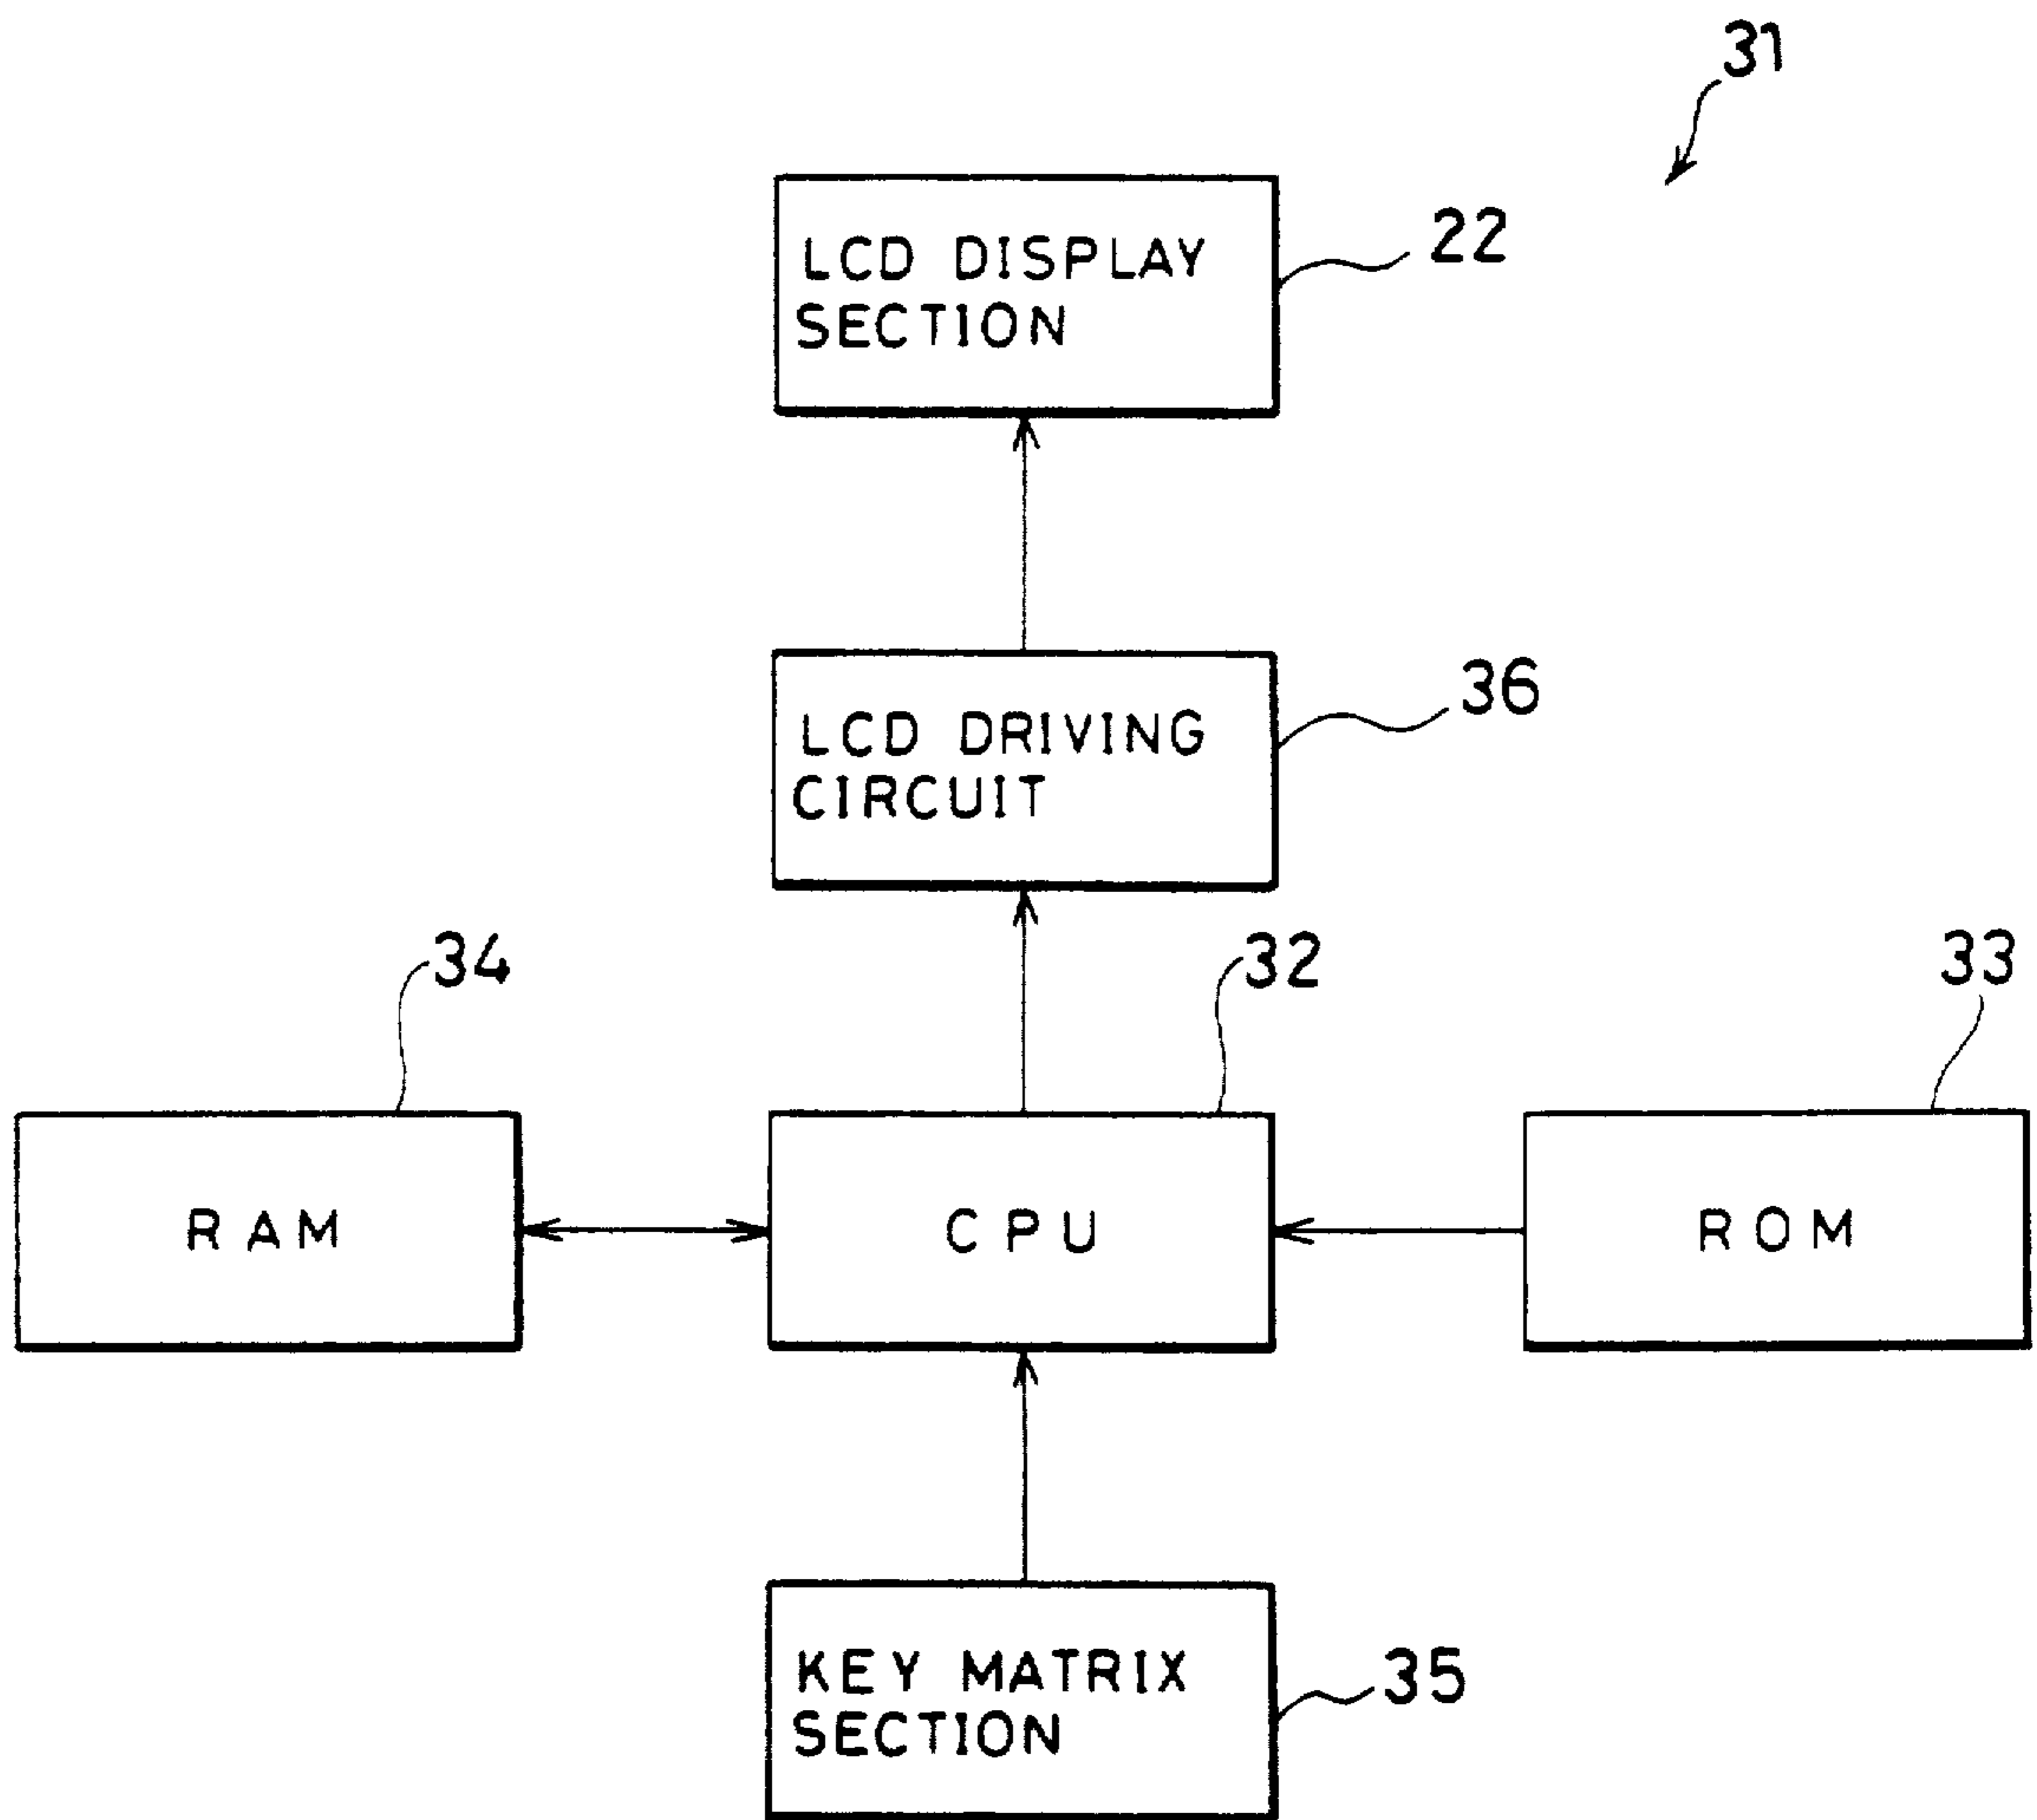 31
LCD DISPLAY
SECTION
22
LCD DRIVING
CIRCUIT
36
34
32
33
RAM
CPU
ROM
KEY MATRIX
SECTION
35